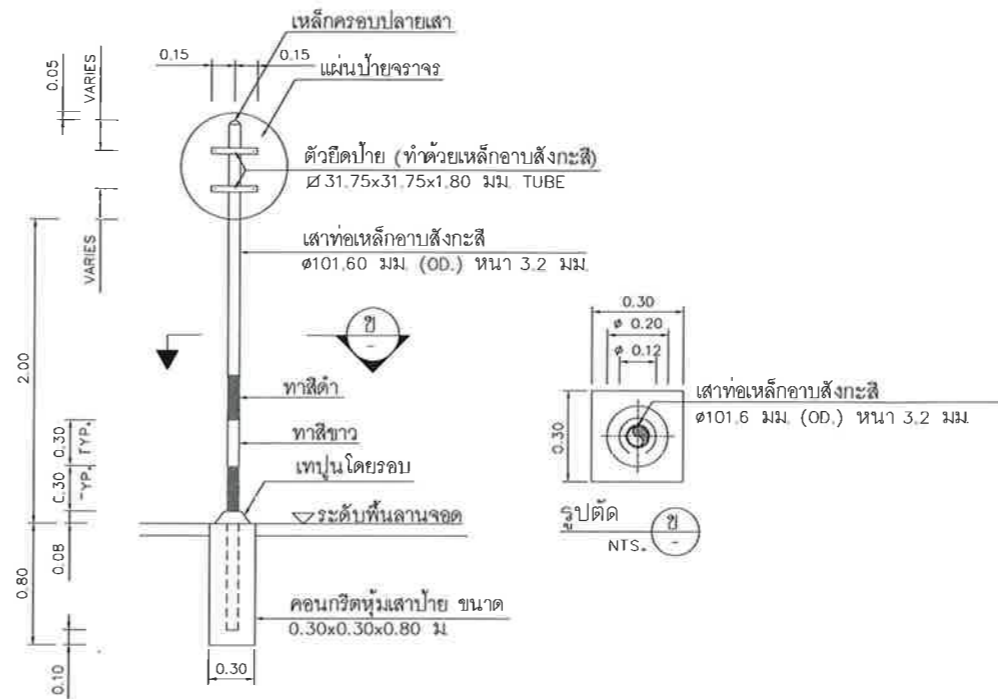 เหล็กครอบปลายเสา
0.15
0.15
แผ่นป้ายจราจร
0.05
VARIES
ตัวยึดป้าย (ทำด้วยเหล็กอาบสังกะสี)
⌀ 31.75x31.75x1.80 มม. TUBE
VARIES
เสาท่อเหล็กอาบสังกะสี
ø101.60 มม. (OD.) หนา 3.2 มม.
ข
-
2.00
ทาสีดำ
0.30 TYP.
ทาสีขาว
0.30 TYP.
เทปูนโดยรอบ
ระดับพื้นลานจอด
0.08
0.80
คอนกรีตหุ้มเสาป้าย ขนาด
0.30x0.30x0.80 ม.
0.10
0.30
0.30
ø 0.20
ø 0.12
0.30
เสาท่อเหล็กอาบสังกะสี
ø101.6 มม. (OD.) หนา 3.2 มม.
รูปตัด
ข
-
NTS.